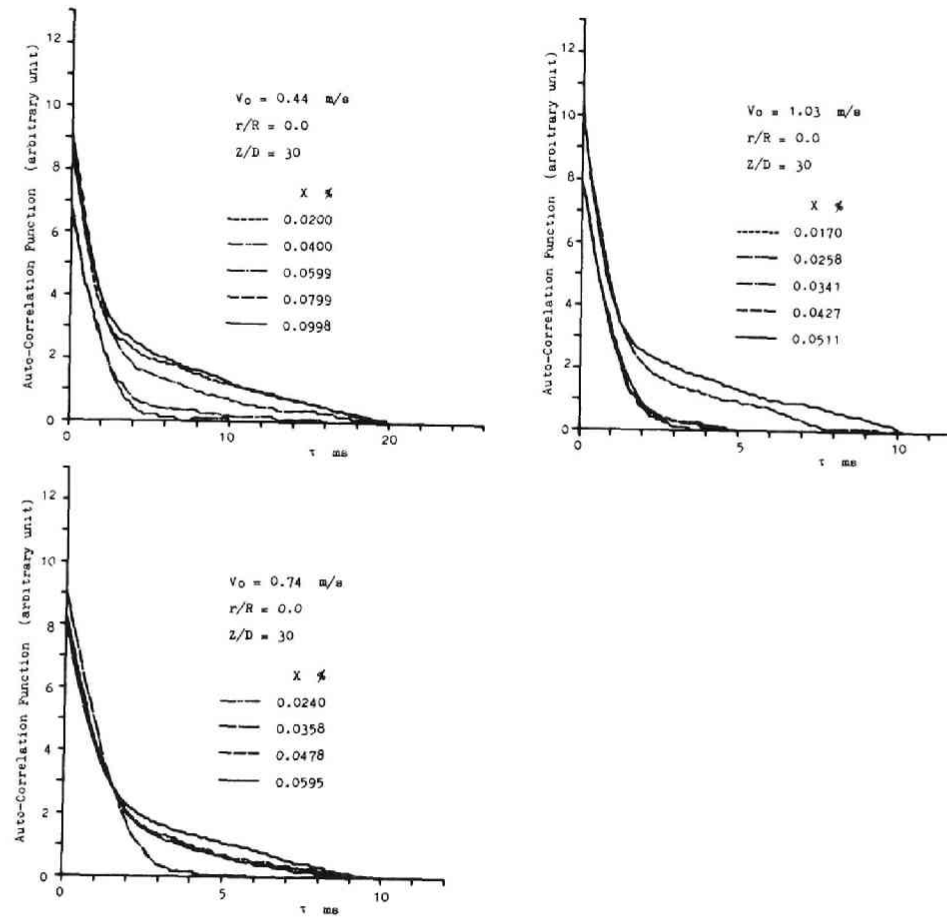 Auto-Correlation Function (arbitrary unit)
12
10
8
6
4
2
0
0
10
20
τ ms
V₀ = 0.44 m/s
r/R = 0.0
Z/D = 30
X %
0.0200
0.0400
0.0599
0.0799
0.0998
Auto-Correlation Function (arbitrary unit)
12
10
8
6
4
2
0
0
5
10
τ ms
V₀ = 1.03 m/s
r/R = 0.0
Z/D = 30
X %
0.0170
0.0258
0.0341
0.0427
0.0511
Auto-Correlation Function (arbitrary unit)
12
10
8
6
4
2
0
0
5
10
τ ms
V₀ = 0.74 m/s
r/R = 0.0
Z/D = 30
X %
0.0240
0.0358
0.0478
0.0595